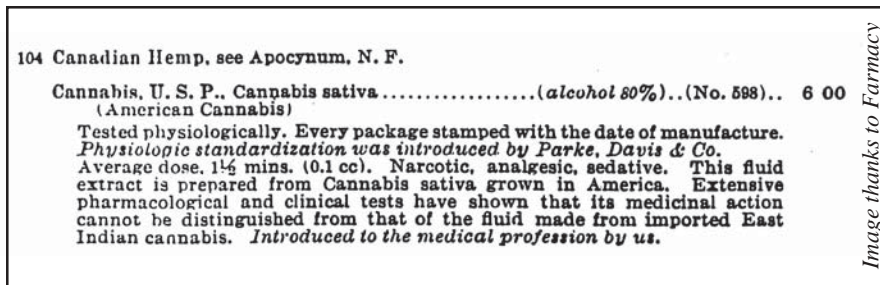 104 Canadian Hemp, see Apocynum, N. F.
Cannabis, U. S. P., Cannabis sativa..................(alcohol 80%)..(No. 598).. 6 00
(American Cannabis)
Tested physiologically. Every package stamped with the date of manufacture.
Physiologic standardization was introduced by Parke, Davis & Co.
Average dose, 1½ mins. (0.1 cc). Narcotic, analgesic, sedative. This fluid
extract is prepared from Cannabis sativa grown in America. Extensive
pharmacological and clinical tests have shown that its medicinal action
cannot be distinguished from that of the fluid made from imported East
Indian cannabis. Introduced to the medical profession by us.
Image thanks to Farmacy